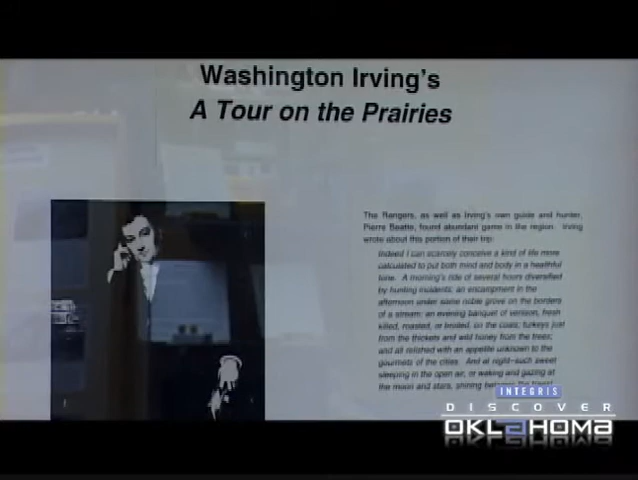 Washington Irving's
A Tour on the Prairies
The Rangers, as well as Irving's own guide and hunter,
Pierre Beatte, found abundant game in the region. Irving
wrote about this portion of their trip:
Indeed I can scarcely conceive a kind of life more
calculated to put both mind and body in a healthful
tone. A morning's ride of several hours diversified
by hunting incidents; an encampment in the
afternoon under some noble grove on the borders
of a stream; an evening banquet of venison, fresh
killed, roasted, or broiled, on the coals; turkeys just
from the thickets and wild honey from the trees;
and all relished with an appetite unknown to the
gourmets of the cities. And at night--such sweet
sleeping in the open air, or waking and gazing at
the moon and stars, shining between the trees!
INTEGRIS
DISCOVER
OKLAHOMA